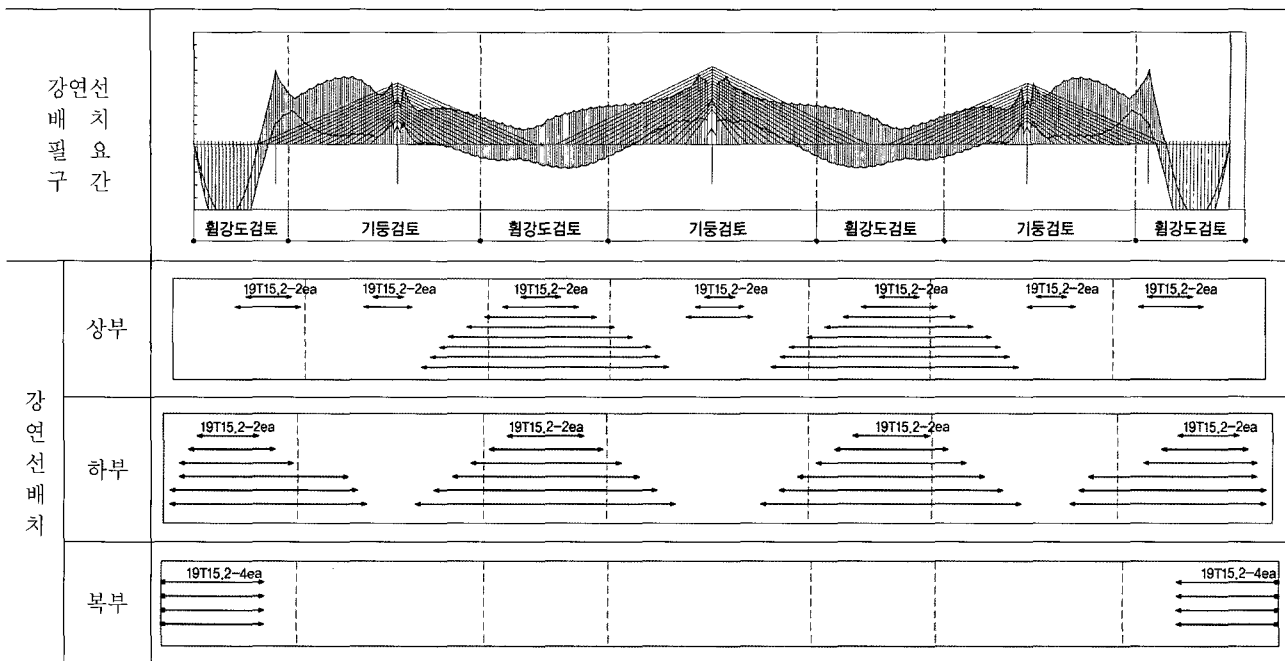 강연선
배 치
필 요
구 간
휨강도검토 기둥검토 휨강도검토 기둥검토 휨강도검토 기둥검토 휨강도검토
강연선배치
상부
19T15.2-2ea 19T15.2-2ea 19T15.2-2ea 19T15.2-2ea 19T15.2-2ea 19T15.2-2ea 19T15.2-2ea
하부
19T15.2-2ea 19T15.2-2ea 19T15.2-2ea 19T15.2-2ea
복부
19T15.2-4ea 19T15.2-4ea